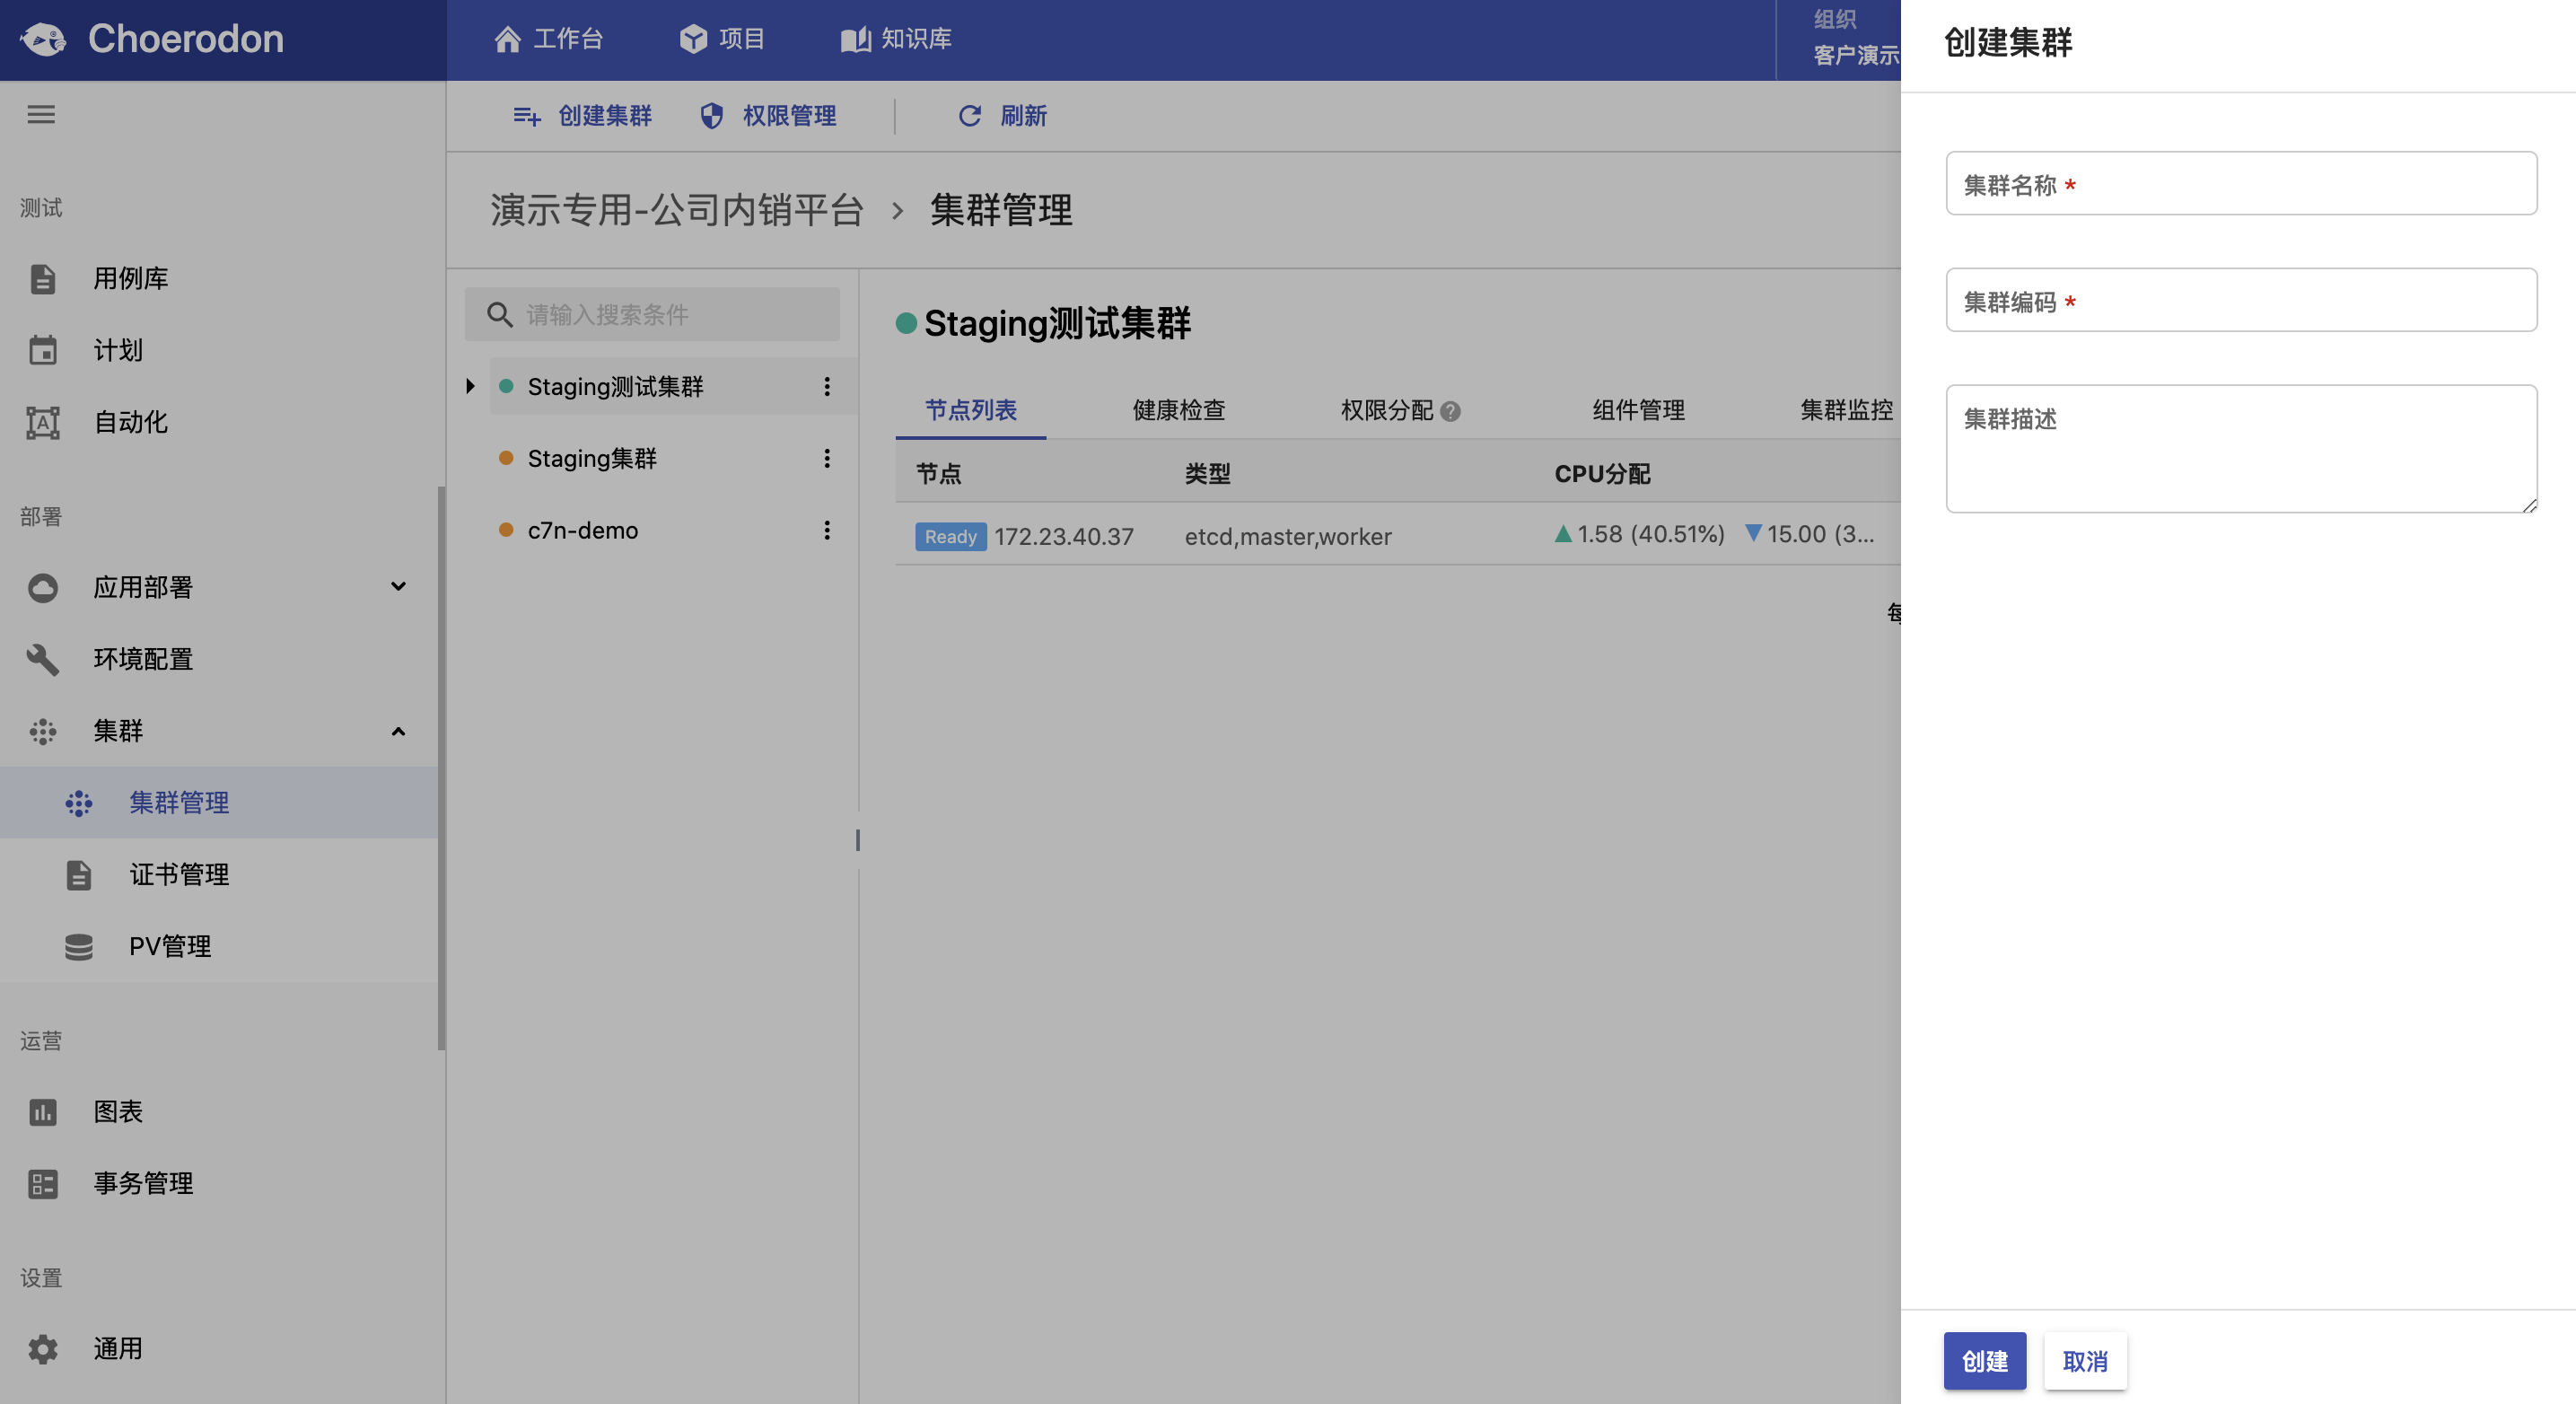 Choerodon
工作台
项目
知识库
组织
客户演示
测试
用例库
计划
自动化
部署
应用部署
环境配置
集群
集群管理
证书管理
PV管理
运营
图表
事务管理
设置
通用
创建集群
权限管理
刷新
演示专用-公司内销平台 › 集群管理
请输入搜索条件
Staging测试集群
Staging集群
c7n-demo
Staging测试集群
节点列表
健康检查
权限分配
组件管理
集群监控
节点 类型 CPU分配
Ready 172.23.40.37 etcd,master,worker 1.58 (40.51%) 15.00 (3...
每
创建集群
集群名称 *
集群编码 *
集群描述
创建
取消